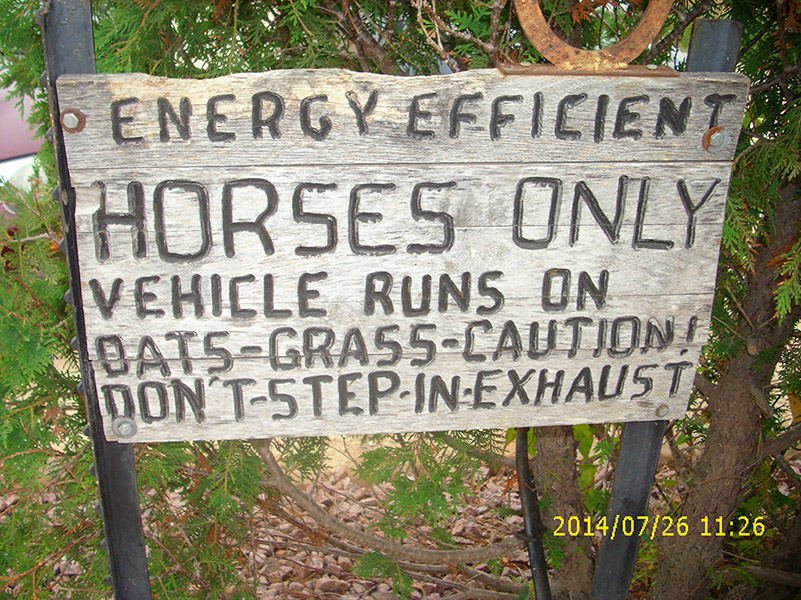 ENERGY EFFICIENT
HORSES ONLY
VEHICLE RUNS ON
OATS-GRASS-CAUTION!
DON'T-STEP-IN-EXHAUST
2014/07/26 11:26